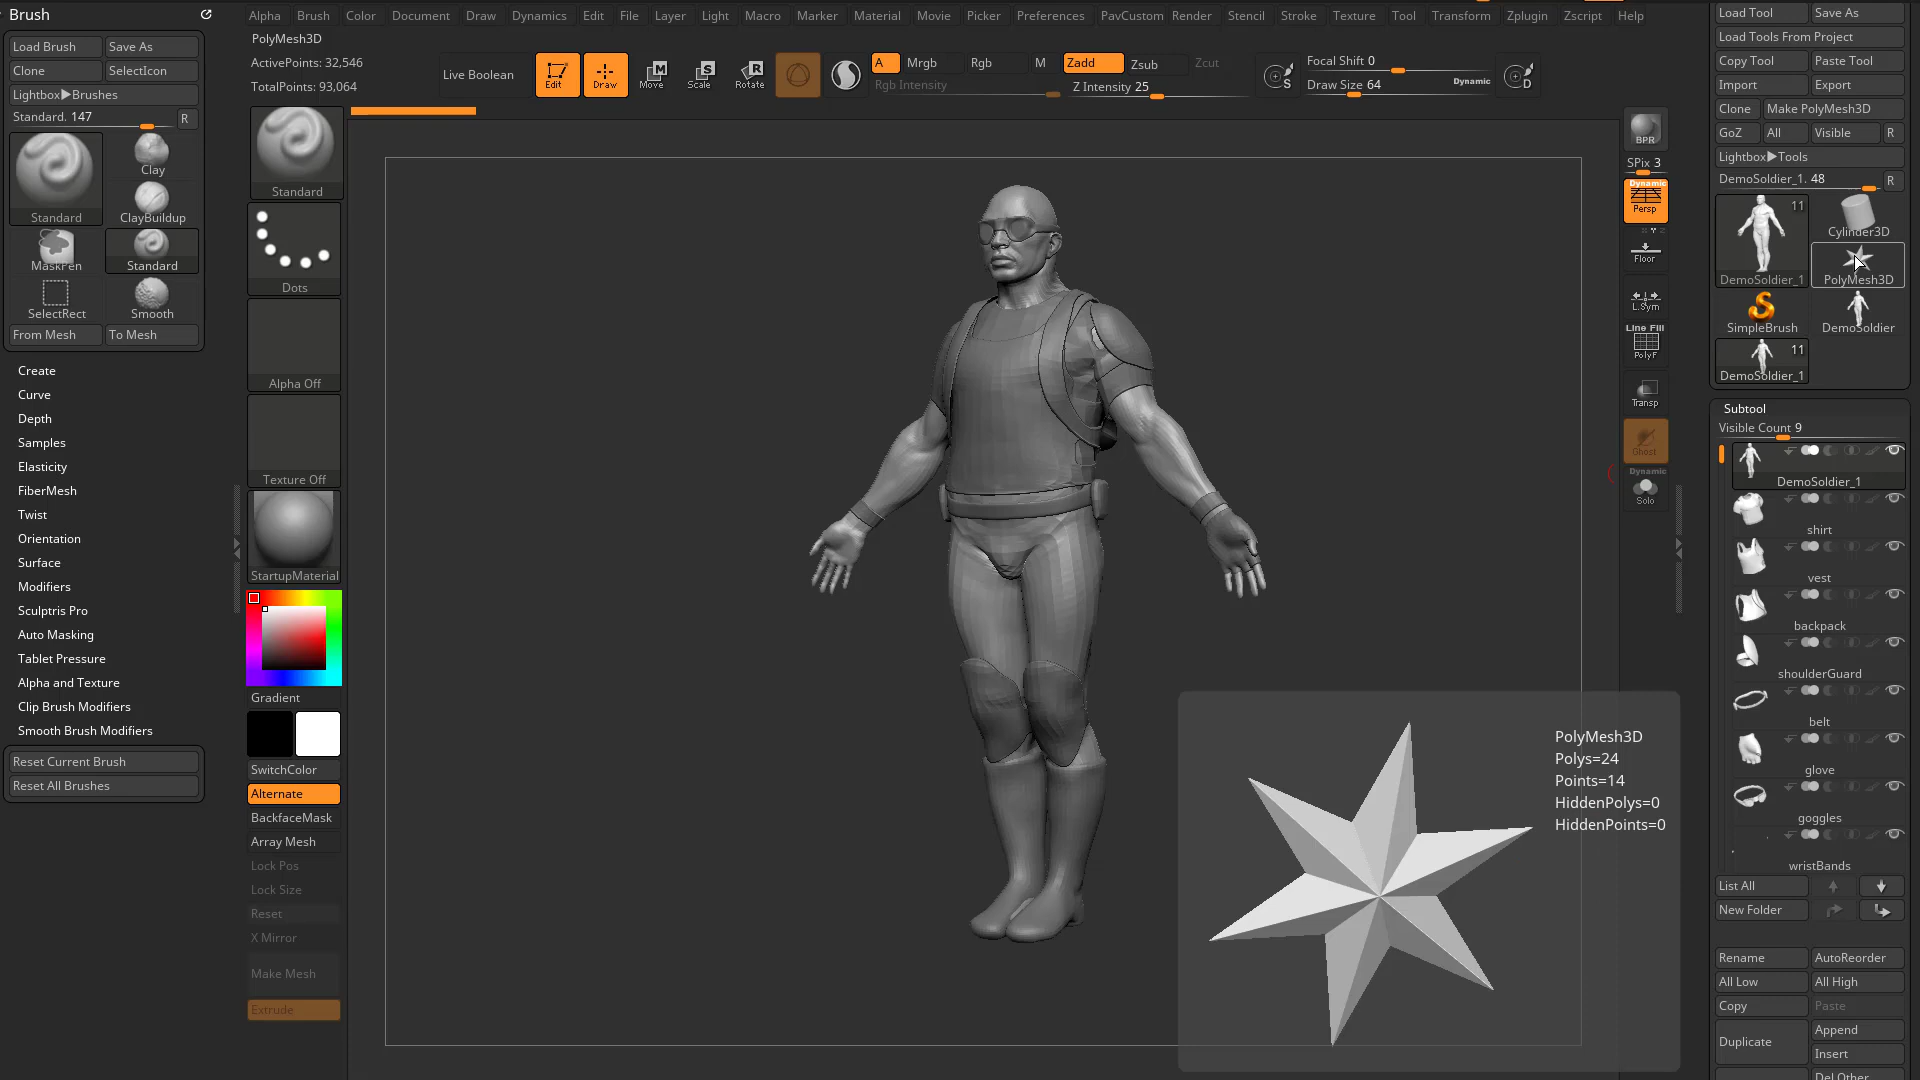 Brush
Load Brush
Save As
Clone
SelectIcon
Lightbox▶Brushes
Standard. 147
R
Standard
Clay
ClayBuildup
MaskPen
Standard
SelectRect
Smooth
From Mesh
To Mesh
Create
Curve
Depth
Samples
Elasticity
FiberMesh
Twist
Orientation
Surface
Modifiers
Sculptris Pro
Auto Masking
Tablet Pressure
Alpha and Texture
Clip Brush Modifiers
Smooth Brush Modifiers
Reset Current Brush
Reset All Brushes
Alpha Brush Color Document Draw Dynamics Edit File Layer Light Macro Marker Material Movie Picker Preferences PavCustom Render Stencil Stroke Texture Tool Transform Zplugin Zscript Help
PolyMesh3D
ActivePoints: 32,546
TotalPoints: 93,064
Live Boolean
Edit
Draw
Move
Scale
Rotate
A
Mrgb
Rgb
M
Zadd
Zsub
Zcut
Rgb Intensity
Z Intensity 25
S
Focal Shift 0
Draw Size 64
Dynamic
D
Standard
Dots
Alpha Off
Texture Off
StartupMaterial
Gradient
SwitchColor
Alternate
BackfaceMask
Array Mesh
Lock Pos
Lock Size
Reset
X Mirror
Make Mesh
Extrude
PolyMesh3D
Polys=24
Points=14
HiddenPolys=0
HiddenPoints=0
BPR
SPix 3
Dynamic
Persp
Floor
L.Sym
Line Fill
PolyF
Transp
Ghost
Dynamic
Solo
Load Tool
Save As
Load Tools From Project
Copy Tool
Paste Tool
Import
Export
Clone
Make PolyMesh3D
GoZ
All
Visible
R
Lightbox▶Tools
DemoSoldier_1. 48
R
11
DemoSoldier_1
Cylinder3D
PolyMesh3D
SimpleBrush
DemoSoldier
11
DemoSoldier_1
Subtool
Visible Count 9
DemoSoldier_1
shirt
vest
backpack
shoulderGuard
belt
glove
goggles
wristBands
List All
New Folder
Rename
AutoReorder
All Low
All High
Copy
Paste
Duplicate
Append
Insert
Del Other